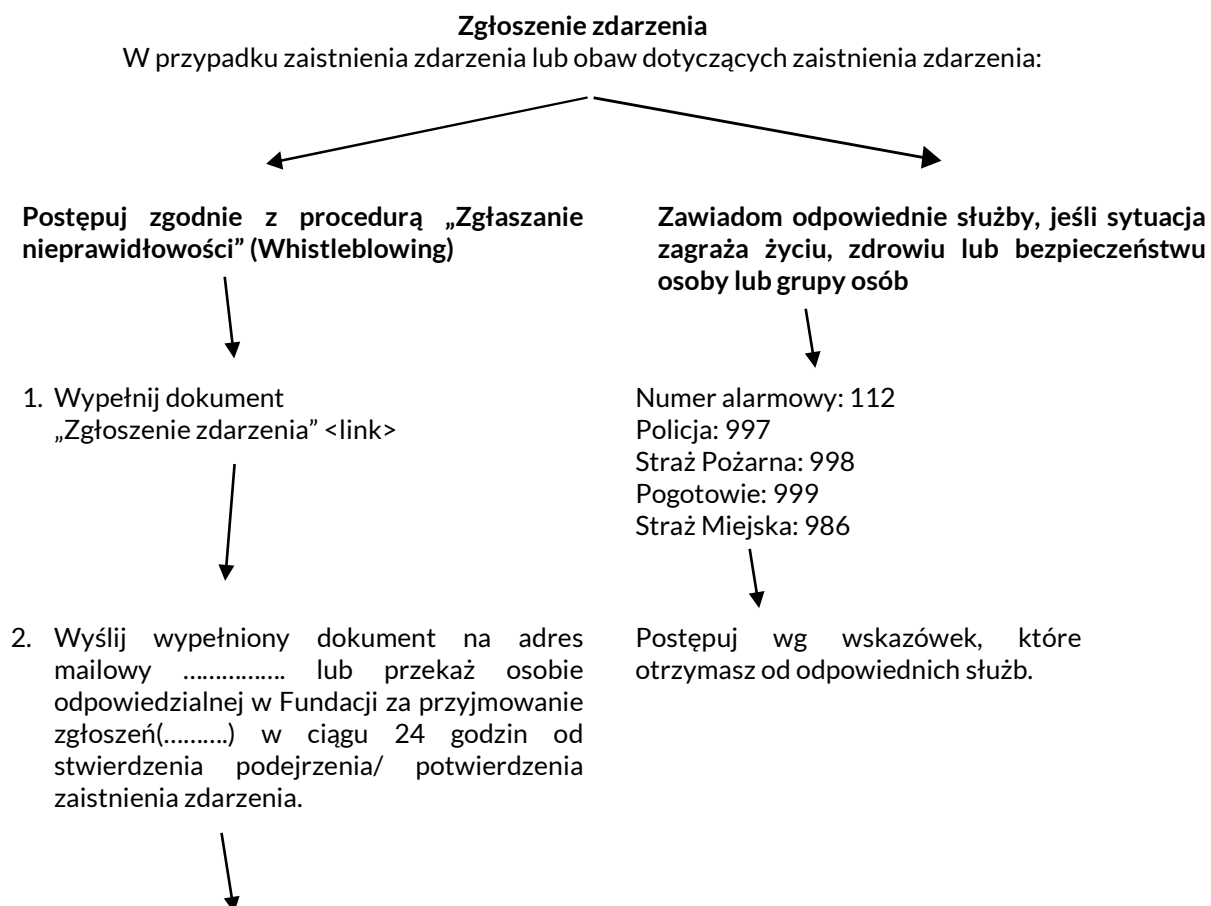 Zgłoszenie zdarzenia
W przypadku zaistnienia zdarzenia lub obaw dotyczących zaistnienia zdarzenia:
Postępuj zgodnie z procedurą „Zgłaszanie
nieprawidłowości” (Whistleblowing)
1. Wypełnij dokument
„Zgłoszenie zdarzenia” <link>
2. Wyślij wypełniony dokument na adres
mailowy ................ lub przekaż osobie
odpowiedzialnej w Fundacji za przyjmowanie
zgłoszeń(……….) w ciągu 24 godzin od
stwierdzenia podejrzenia/ potwierdzenia
zaistnienia zdarzenia.
Zawiadom odpowiednie służby, jeśli sytuacja
zagraża życiu, zdrowiu lub bezpieczeństwu
osoby lub grupy osób
Numer alarmowy: 112
Policja: 997
Straż Pożarna: 998
Pogotowie: 999
Straż Miejska: 986
Postępuj wg wskazówek, które
otrzymasz od odpowiednich służb.